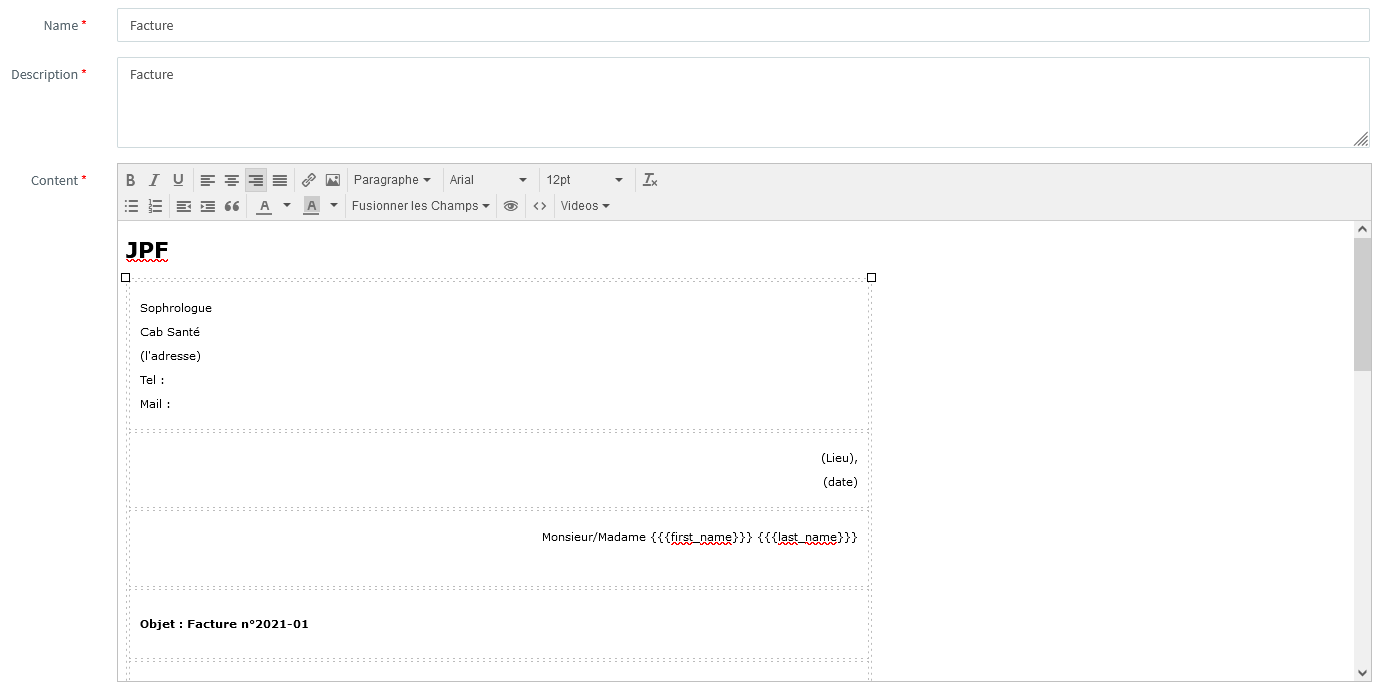 Name *
Facture
Description *
Facture
Content *
B I U Paragraphe Arial 12pt
A A Fusionner les Champs Videos
JPF
Sophrologue
Cab Santé
(l'adresse)
Tel :
Mail :
(Lieu),
(date)
Monsieur/Madame {{{first_name}}} {{{last_name}}}
Objet : Facture n°2021-01